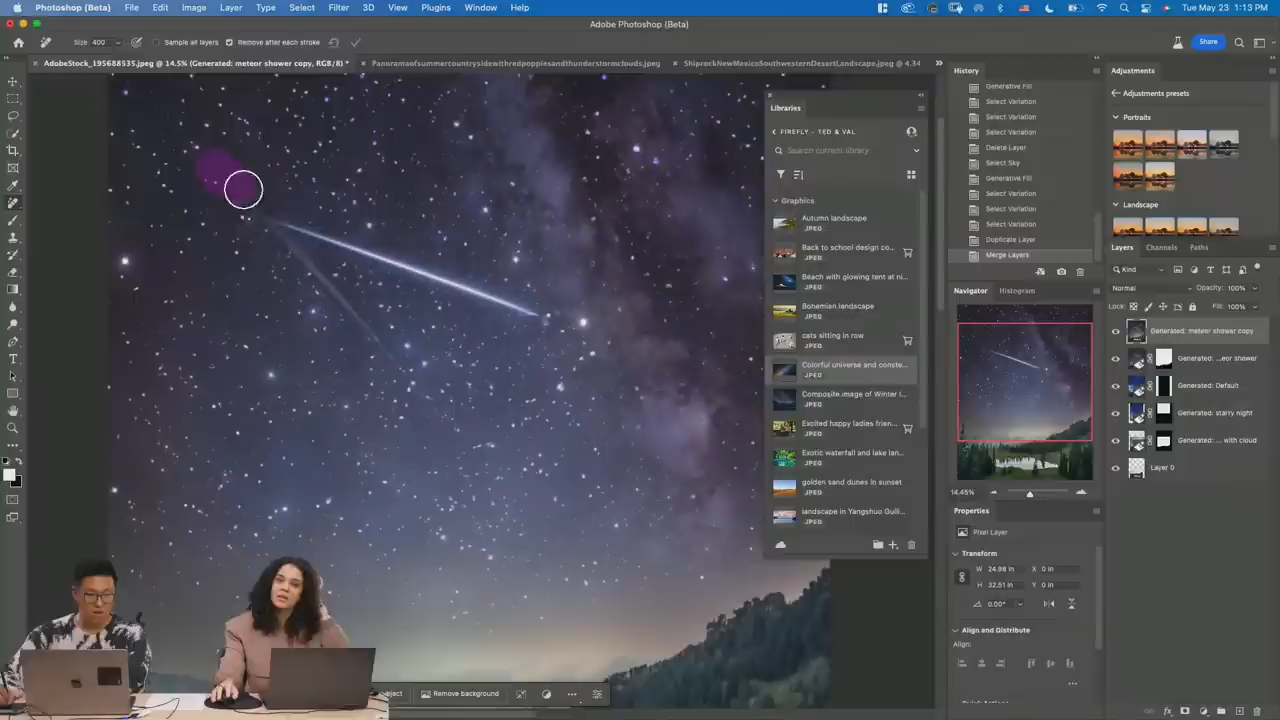 Photoshop (Beta) File Edit Image Layer Type Select Filter 3D View Plugins Window Help Tue May 23 1:13 PM
Adobe Photoshop (Beta)
Size 400 Sample all layers Remove after each stroke Share
AdobeStock_195688535.jpeg @ 14.5% (Generated: meteor shower copy, RGB/8) *
PanoramaofsummercountrysidewithredpoppiesandthunderstormcIouds.jpeg
ShiprockNewMexicoSouthwesternDesertLandscape.jpeg @ 4.34
Libraries
FIREFLY - TED & VAL
Search current library
Graphics
Autumn landscape
JPEG
Back to school design co...
JPEG
Beach with glowing tent at ni...
JPEG
Bohemian landscape
JPEG
cats sitting in row
JPEG
Colorful universe and conste...
JPEG
Composite image of Winter l...
JPEG
Excited happy ladies frien...
JPEG
Exotic waterfall and lake lan...
JPEG
golden sand dunes in sunset
JPEG
landscape in Yangshuo Guili...
JPEG
oject Remove background
History
Generative Fill
Select Variation
Select Variation
Select Variation
Delete Layer
Select Sky
Generative Fill
Select Variation
Select Variation
Select Variation
Duplicate Layer
Merge Layers
Navigator Histogram
14.45%
Properties
Pixel Layer
Transform
W 24.98 in X 0 in
H 32.51 in Y 0 in
0.00°
Align and Distribute
Align:
Adjustments
Adjustments presets
Portraits
Landscape
Layers Channels Paths
Kind
Normal Opacity: 100%
Lock: Fill: 100%
Generated: meteor shower copy
Generated: ...eor shower
Generated: Default
Generated: starry night
Generated: ... with cloud
Layer 0